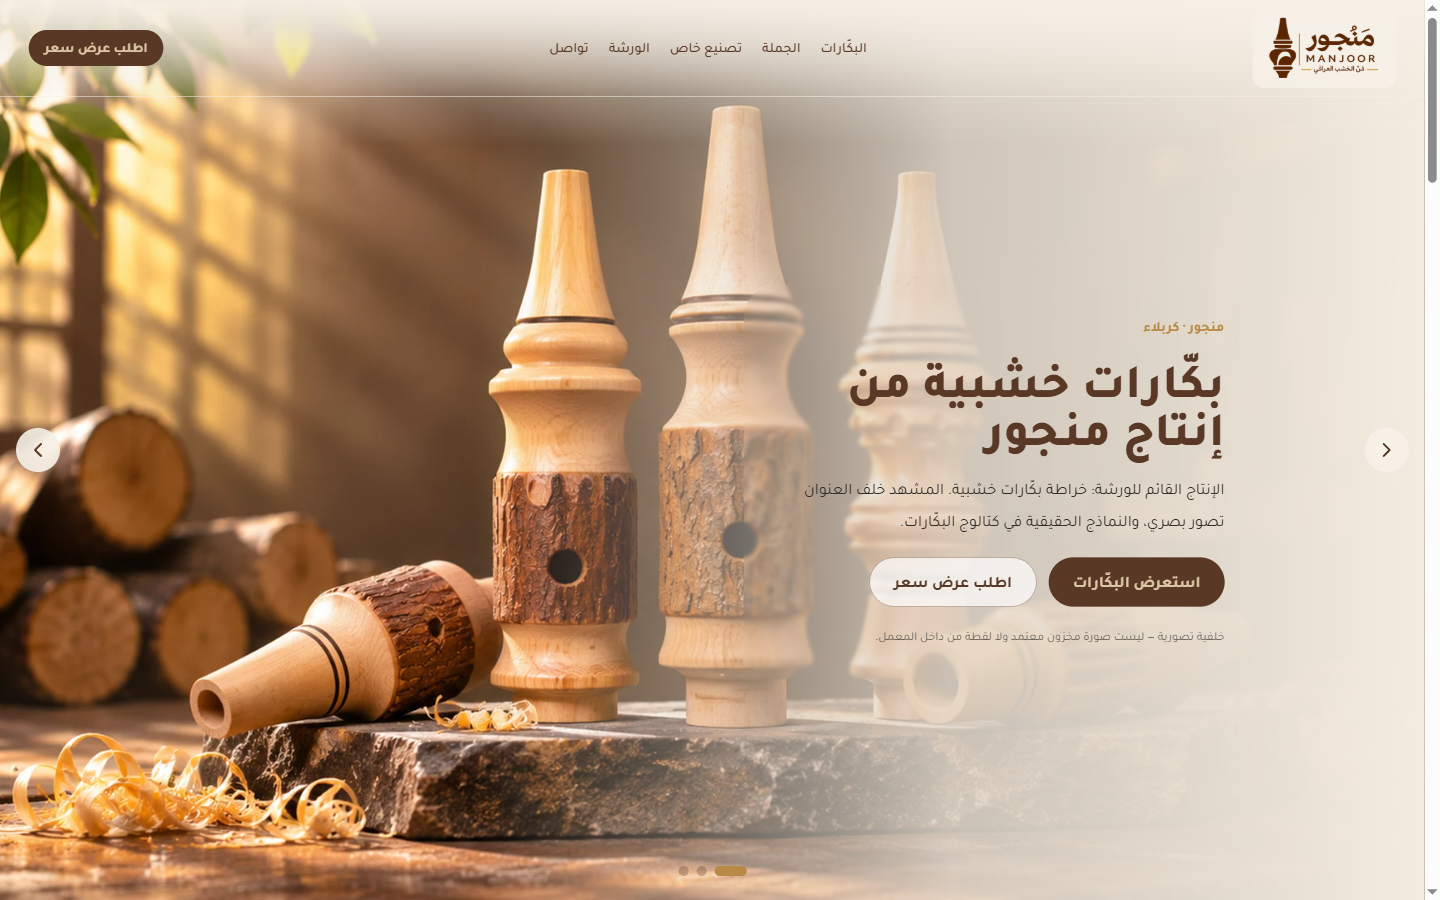 مَنْجور
MANJOOR
فنّ الخشب العراقي
البكّارات
الجملة
تصنيع خاص
الورشة
تواصل
اطلب عرض سعر
منجور · كربلاء
بكّارات خشبية من
إنتاج منجور
الإنتاج القائم للورشة: خراطة بكّارات خشبية. المشهد خلف العنوان
تصور بصري، والنماذج الحقيقية في كتالوج البكّارات.
استعرض البكّارات
اطلب عرض سعر
خلفية تصورية — ليست صورة مخزون معتمد ولا لقطة من داخل المعمل.